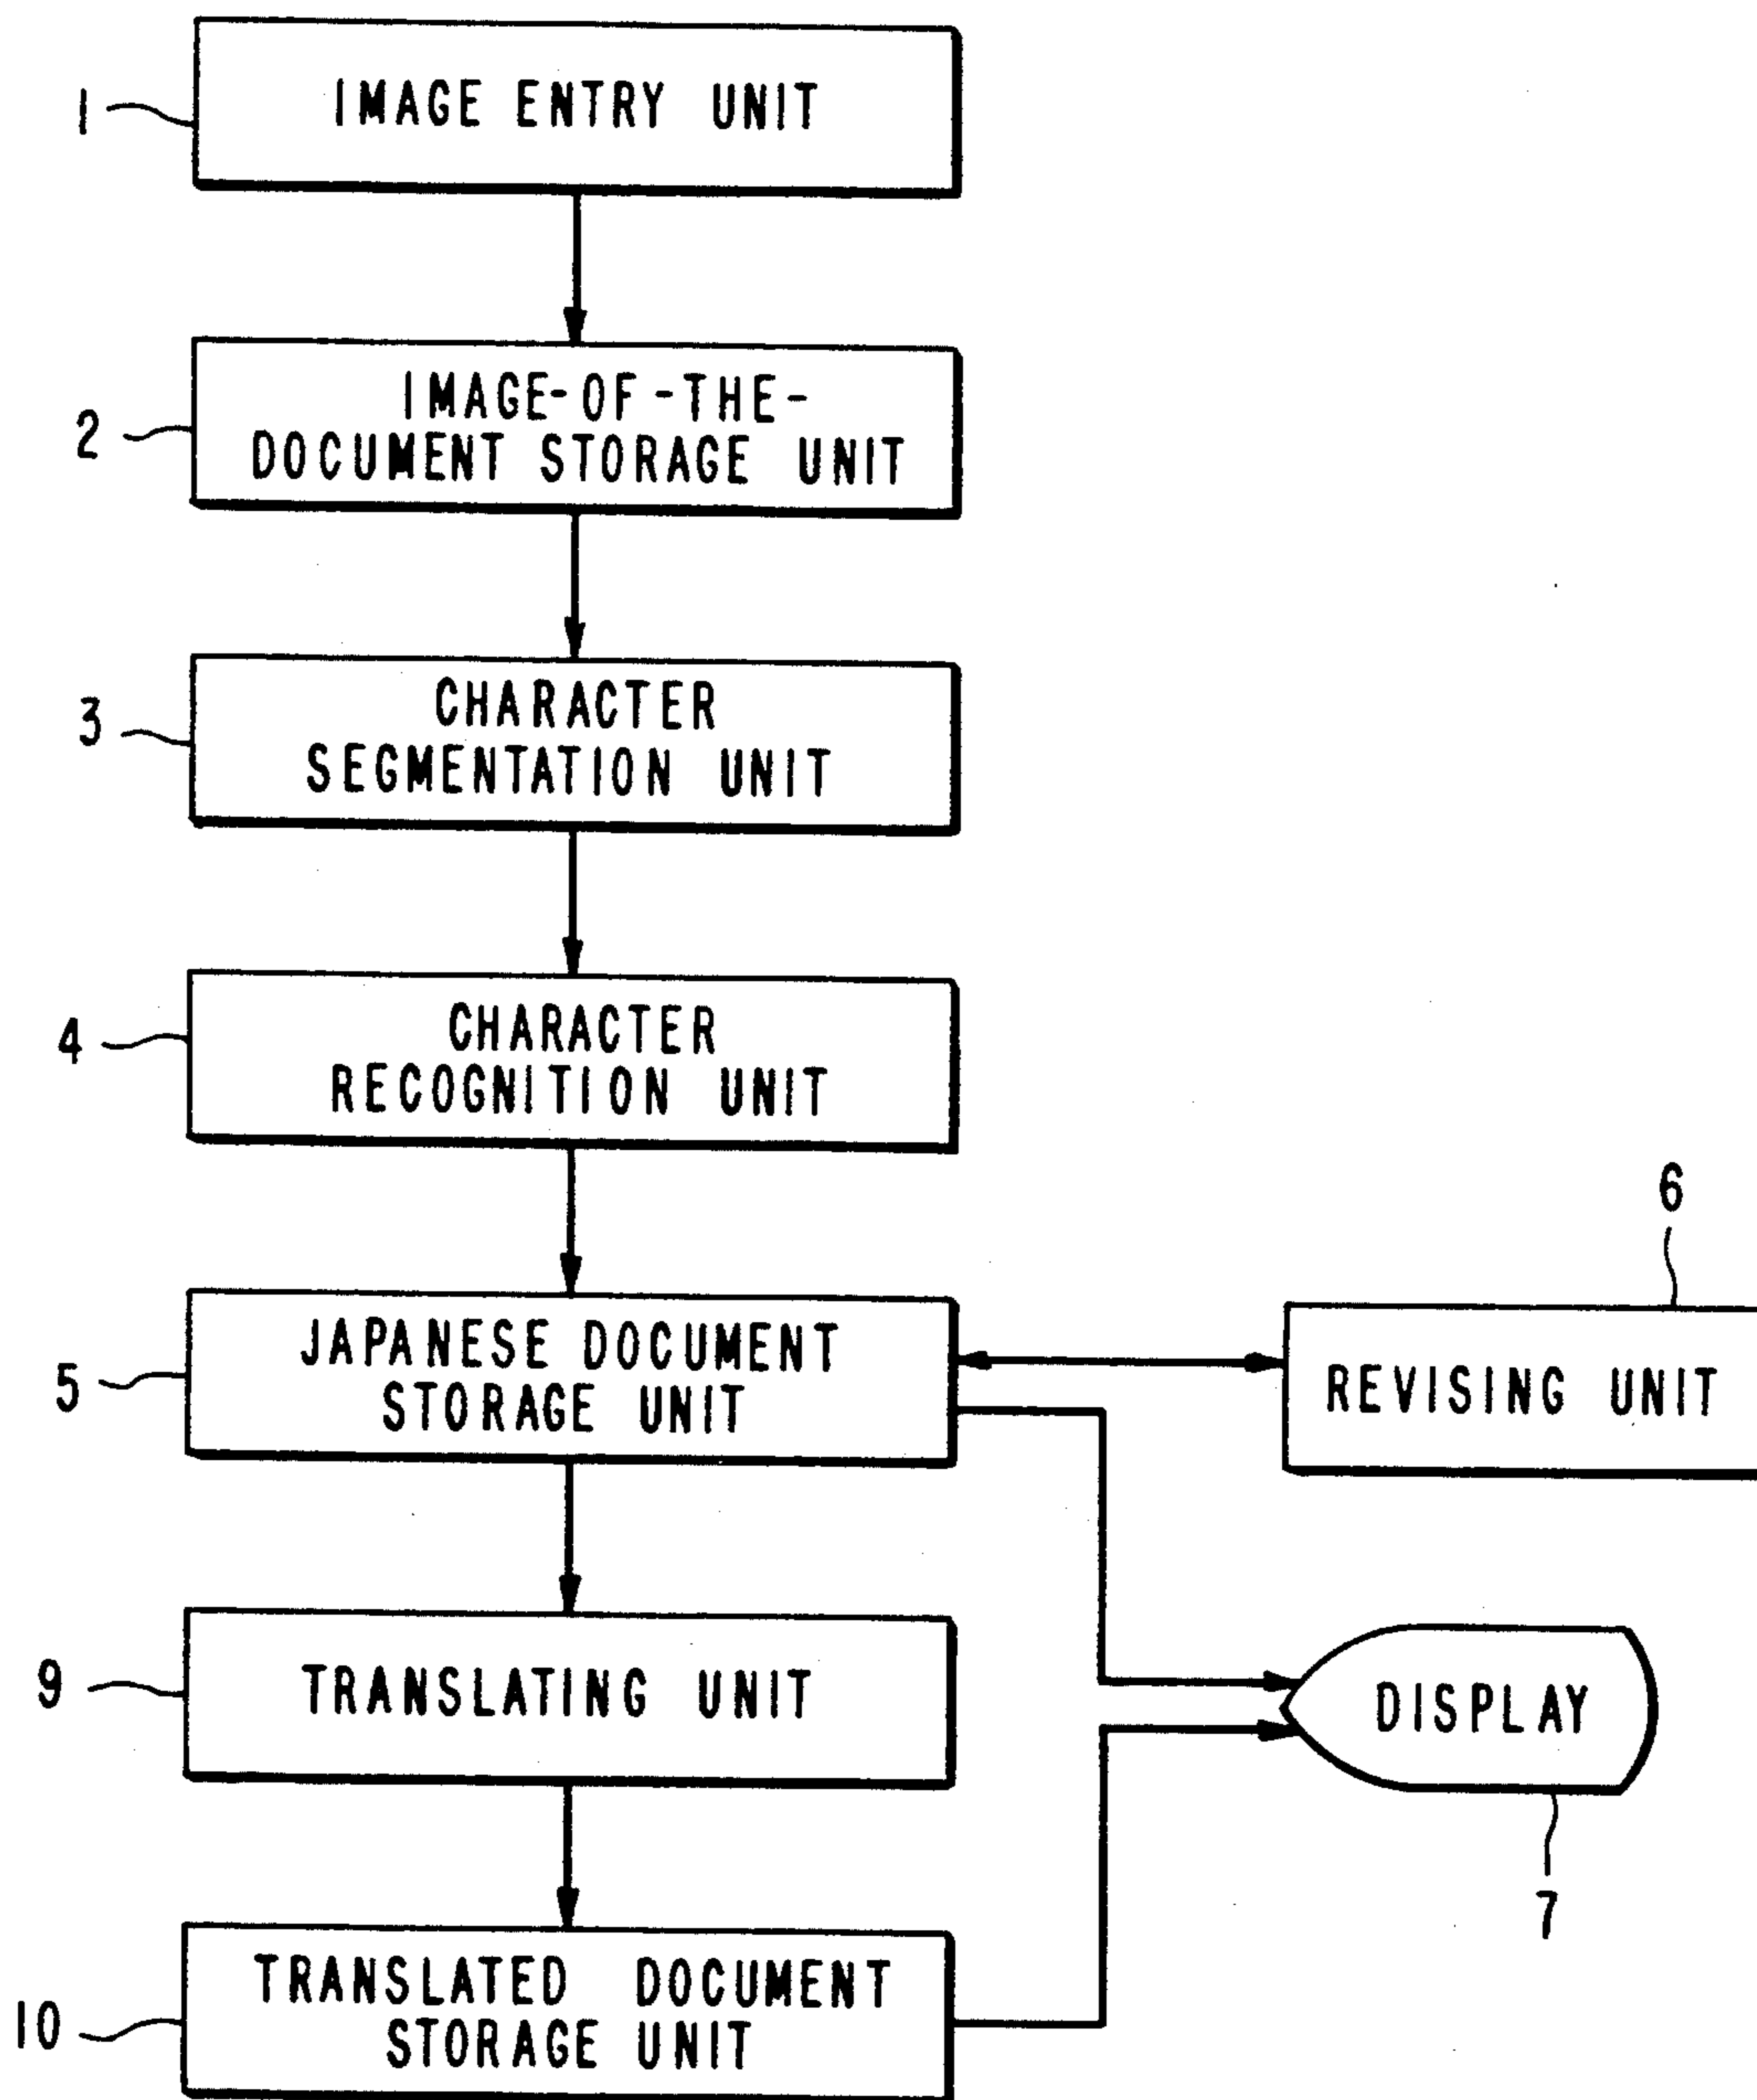 1
IMAGE ENTRY UNIT
2
IMAGE-OF-THE-
DOCUMENT STORAGE UNIT
3
CHARACTER
SEGMENTATION UNIT
4
CHARACTER
RECOGNITION UNIT
5
JAPANESE DOCUMENT
STORAGE UNIT
6
REVISING UNIT
9
TRANSLATING UNIT
DISPLAY
7
10
TRANSLATED DOCUMENT
STORAGE UNIT